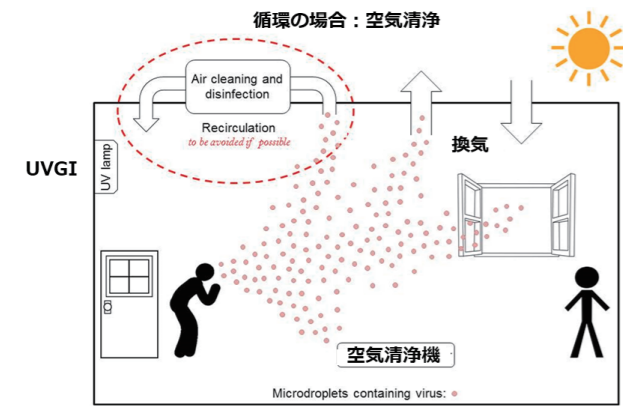 循環の場合：空気清浄
Air cleaning and
disinfection
Recirculation
to be avoided if possible
換気
UVGI
UV lamp
空気清浄機
Microdroplets containing virus: